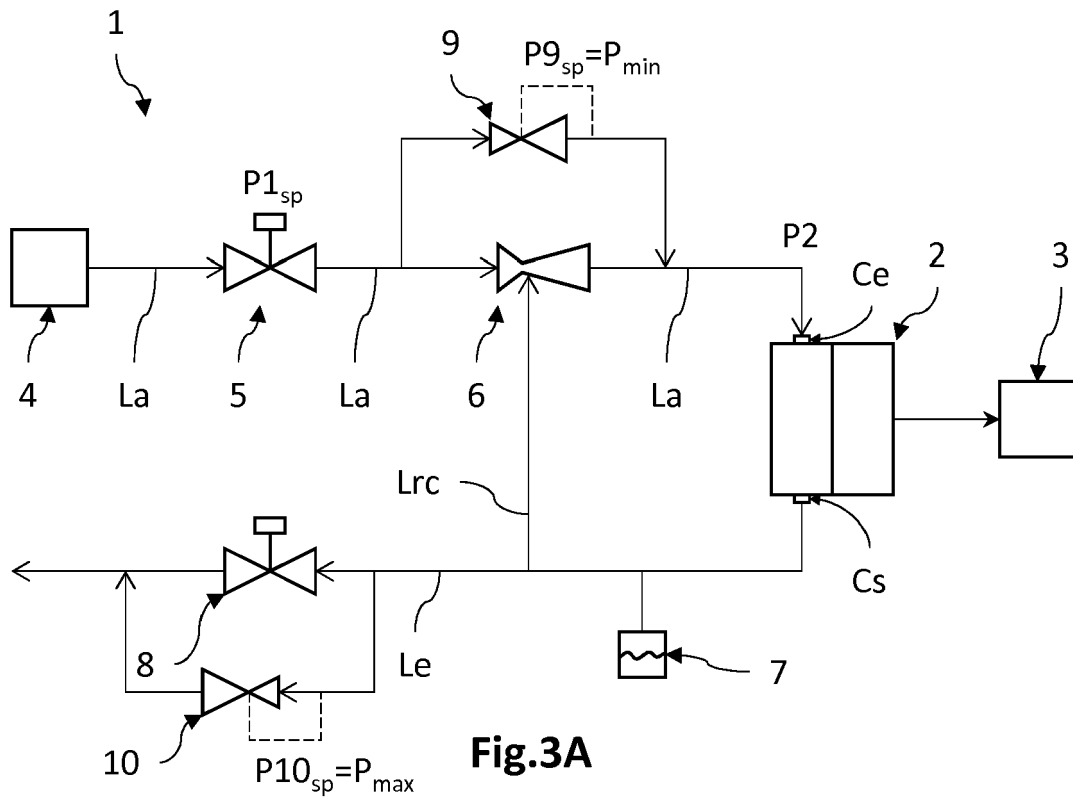 1
9
P9sp=Pmin
P1sp
P2
Ce
2
3
4
La
5
La
6
La
Lrc
Cs
8
Le
7
10
P10sp=Pmax
Fig.3A